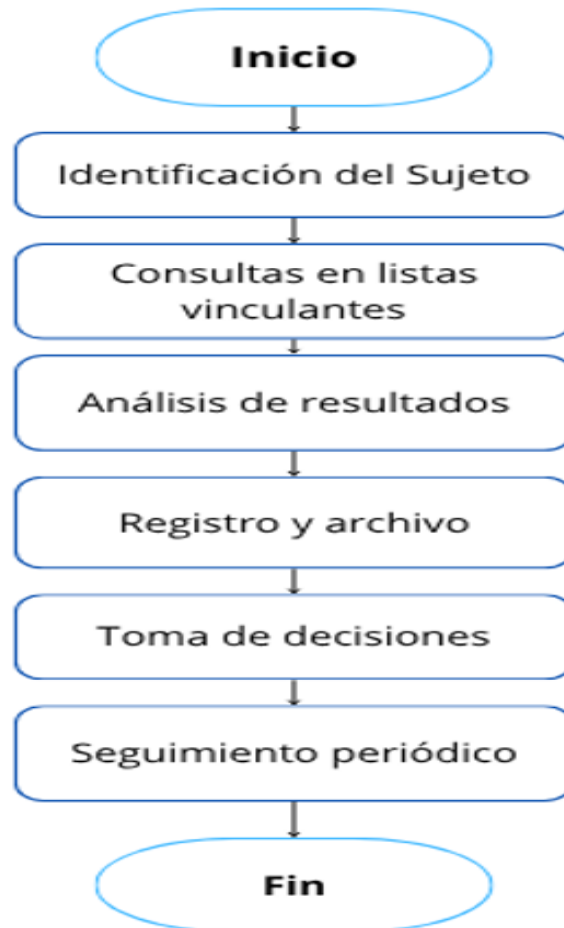 Inicio
Identificación del Sujeto
Consultas en listas
vinculantes
Análisis de resultados
Registro y archivo
Toma de decisiones
Seguimiento periódico
Fin